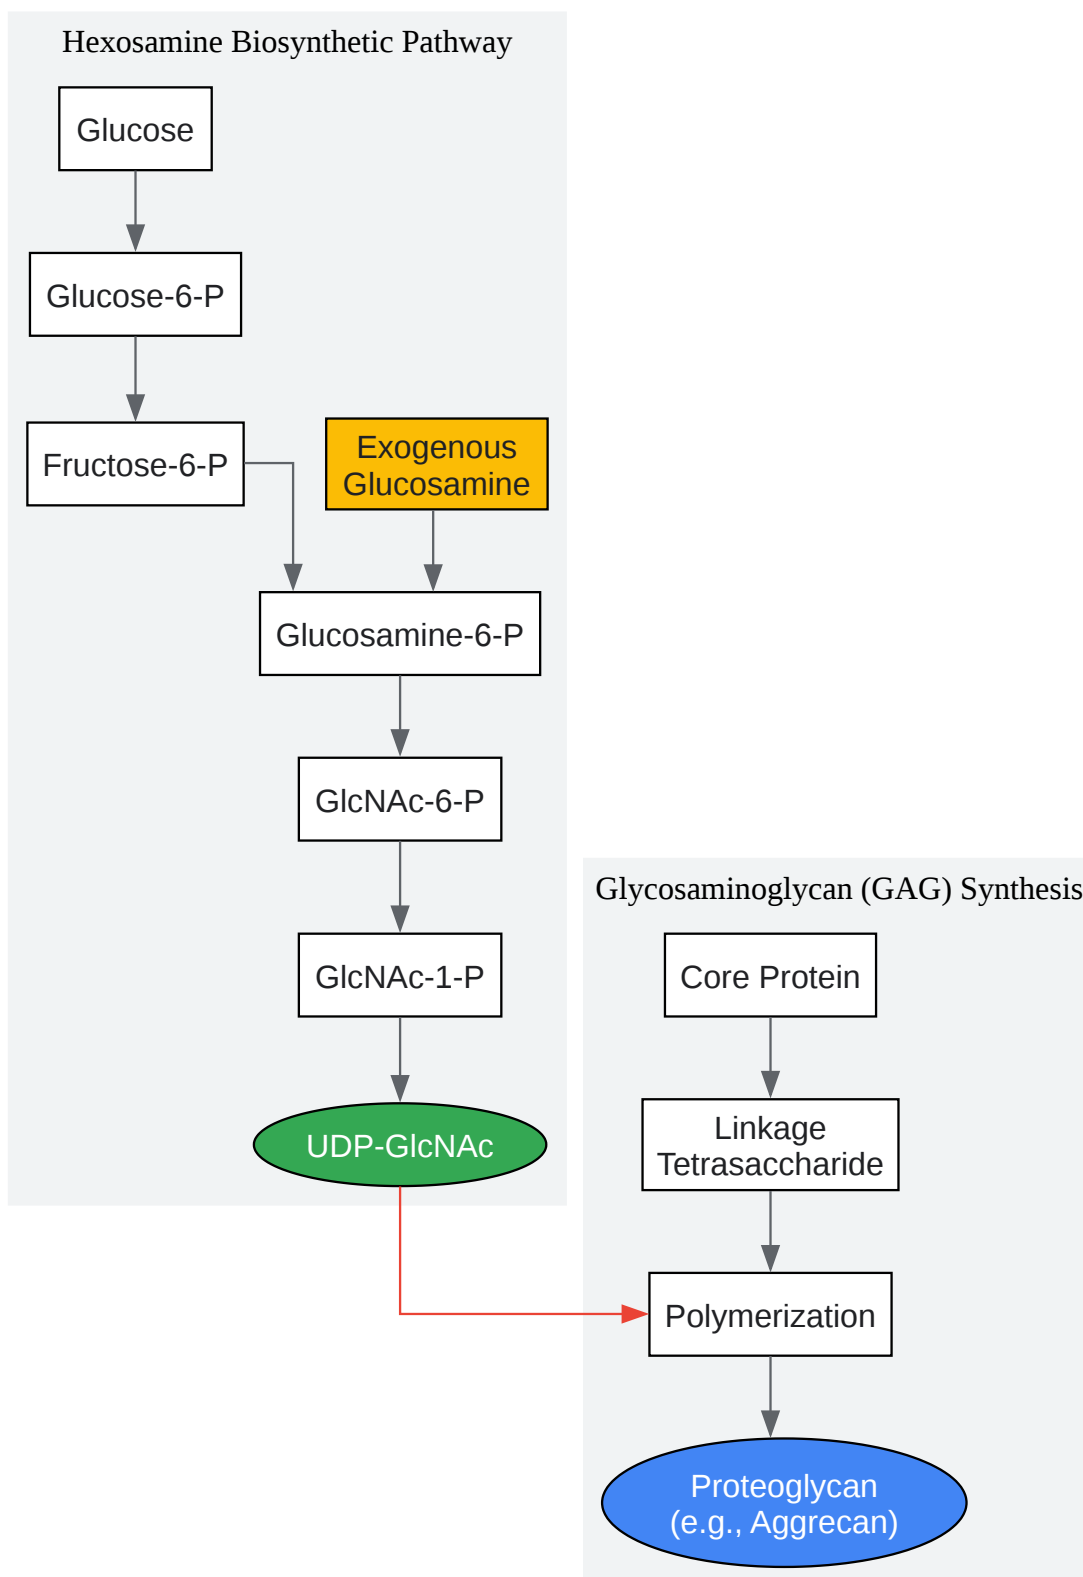 Hexosamine Biosynthetic Pathway
Glucose
Glucose-6-P
Fructose-6-P
Exogenous
Glucosamine
Glucosamine-6-P
GlcNAc-6-P
GlcNAc-1-P
UDP-GlcNAc
Glycosaminoglycan (GAG) Synthesis
Core Protein
Linkage
Tetrasaccharide
Polymerization
Proteoglycan
(e.g., Aggrecan)